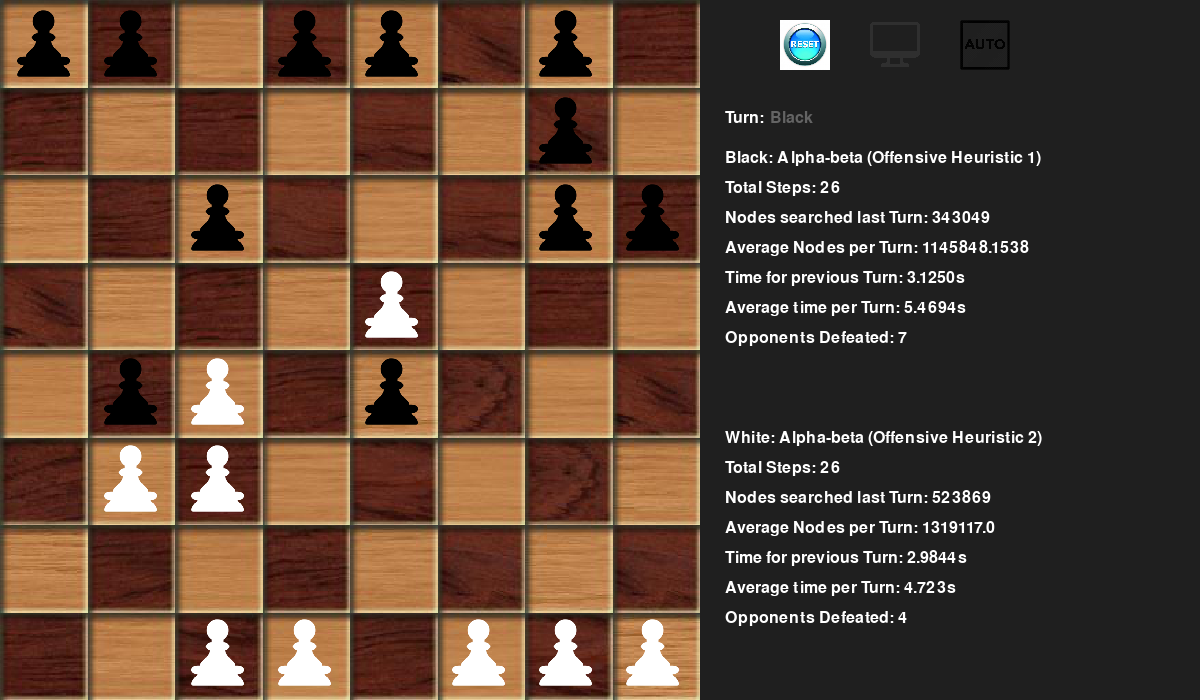 RESET
AUTO
Turn: Black
Black: Alpha-beta (Offensive Heuristic 1)
Total Steps: 26
Nodes searched last Turn: 343049
Average Nodes per Turn: 1145848.1538
Time for previous Turn: 3.1250s
Average time per Turn: 5.4694s
Opponents Defeated: 7
White: Alpha-beta (Offensive Heuristic 2)
Total Steps: 26
Nodes searched last Turn: 523869
Average Nodes per Turn: 1319117.0
Time for previous Turn: 2.9844s
Average time per Turn: 4.723s
Opponents Defeated: 4